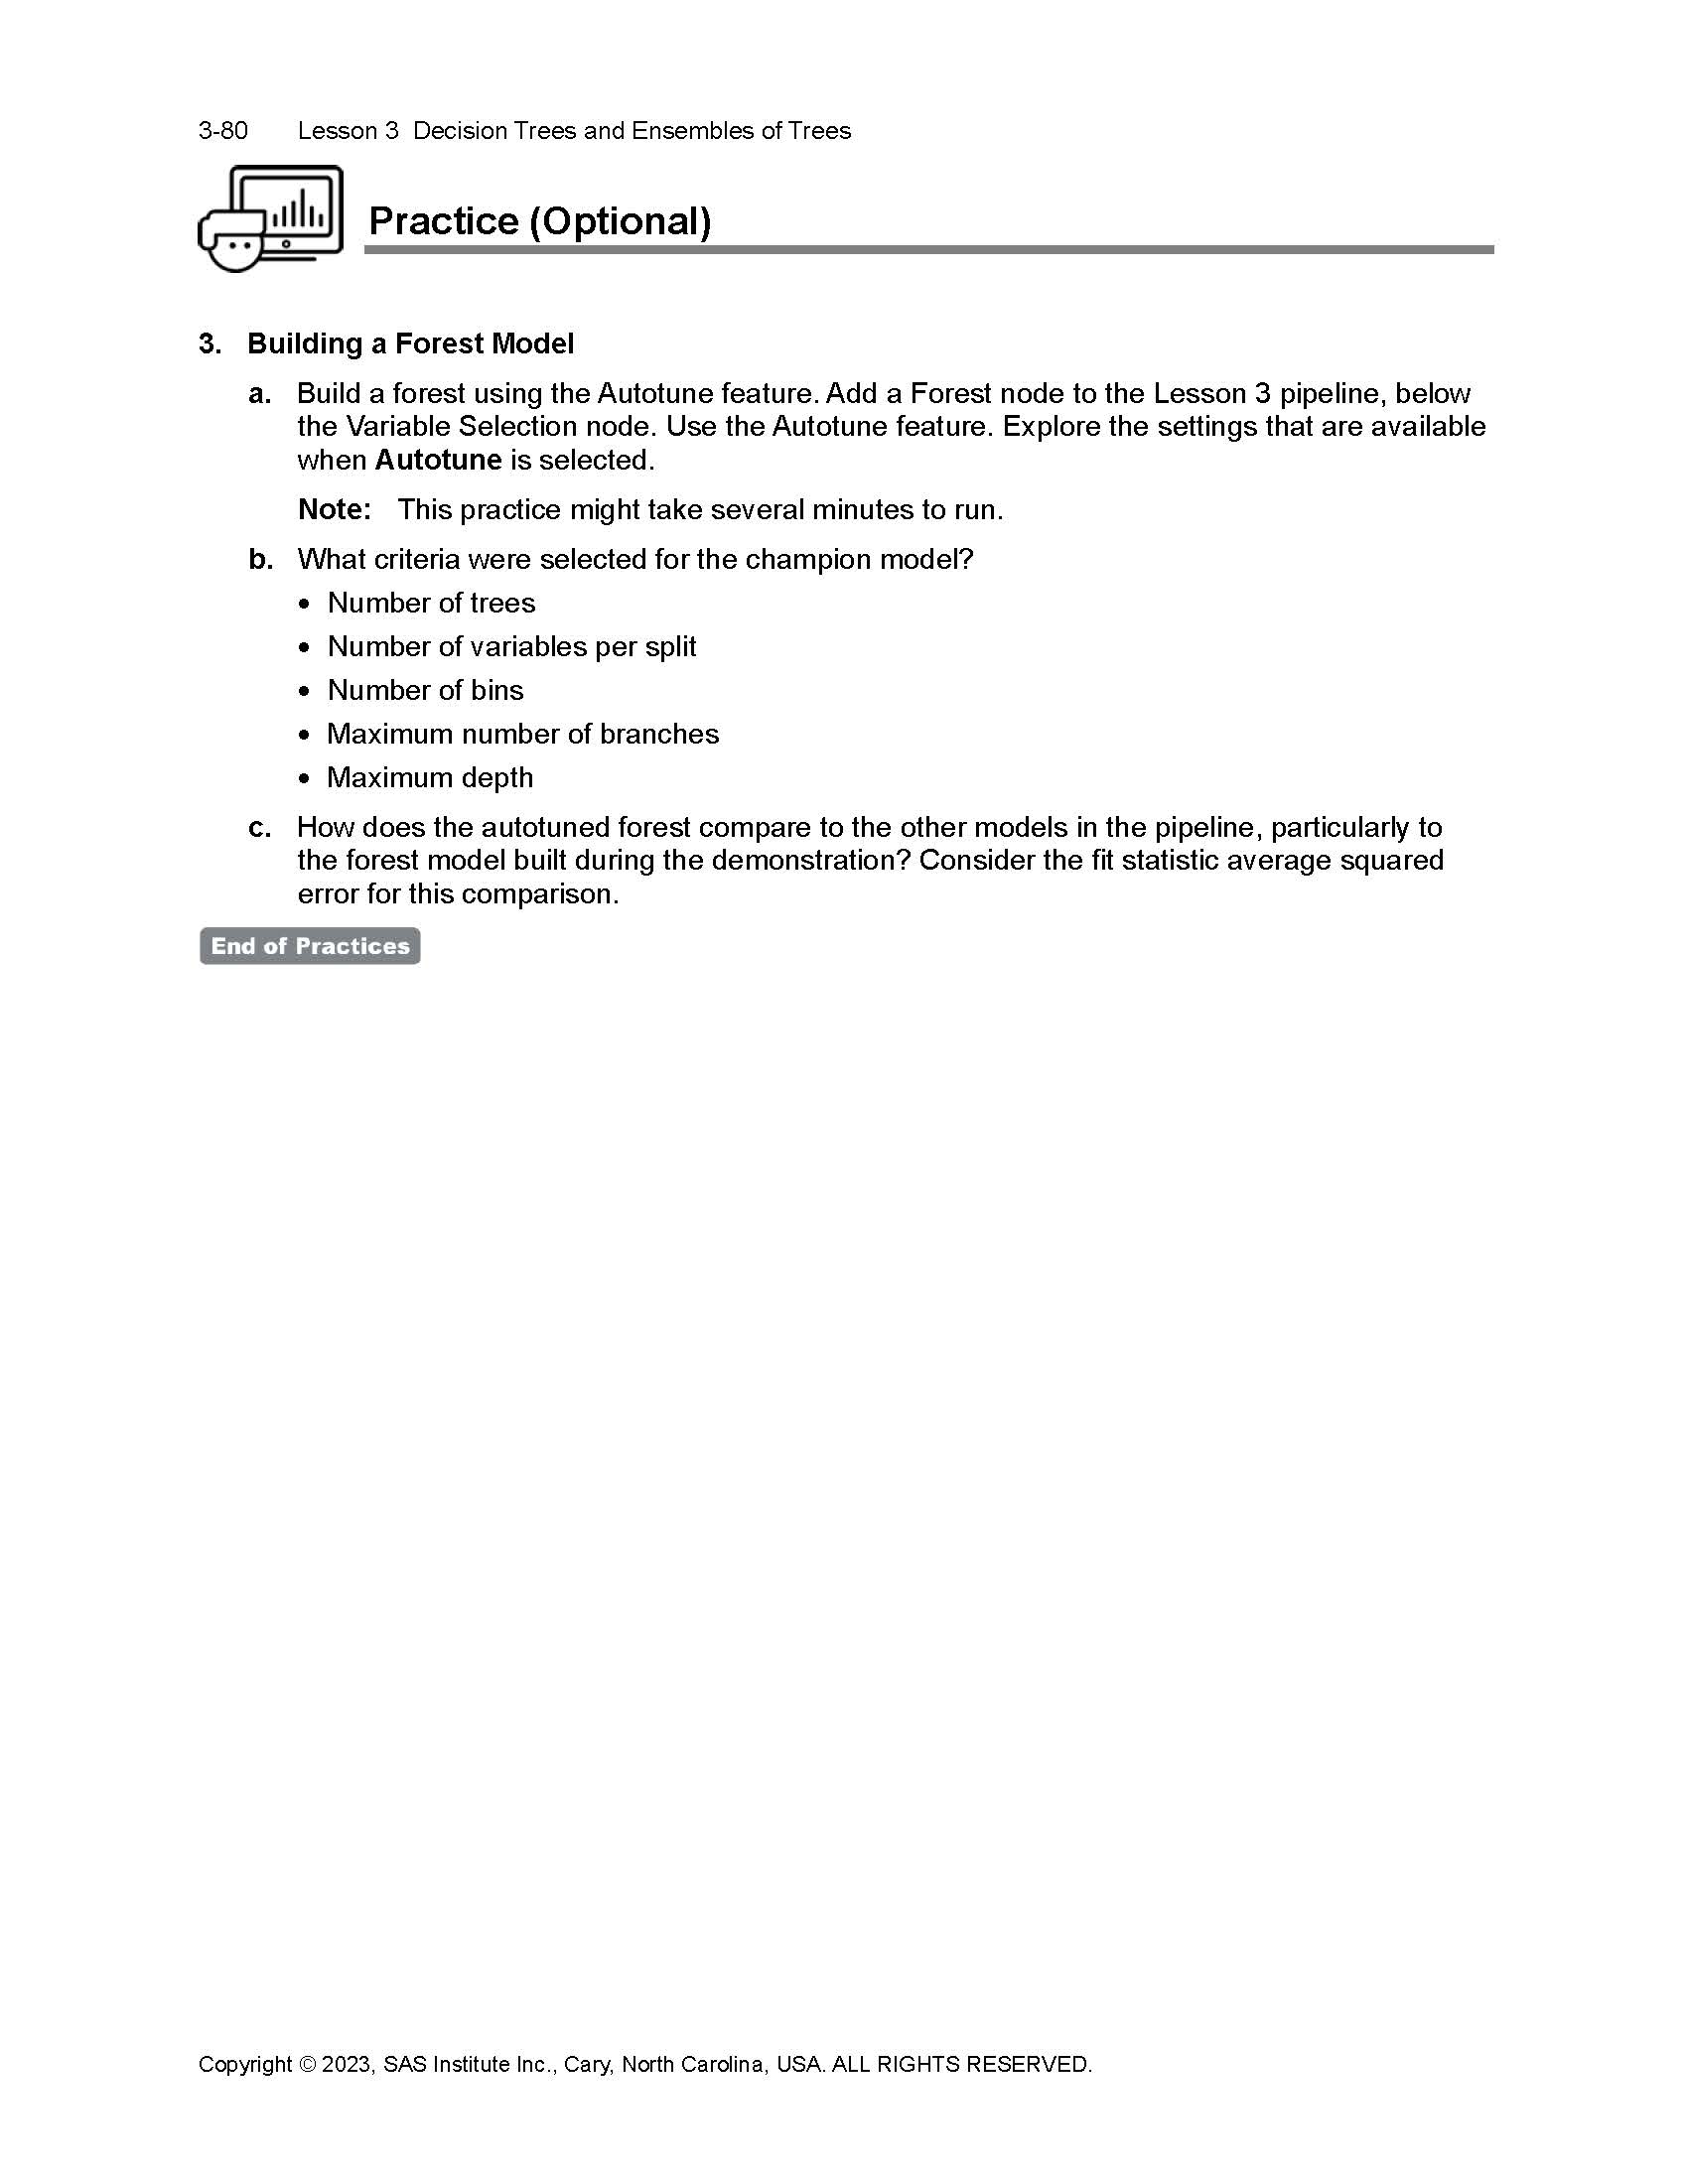 3-80 Lesson 3 Decision Trees and Ensembles of Trees
Practice (Optional)
3. Building a Forest Model
a. Build a forest using the Autotune feature. Add a Forest node to the Lesson 3 pipeline, below
the Variable Selection node. Use the Autotune feature. Explore the settings that are available
when Autotune is selected.
Note: This practice might take several minutes to run.
b. What criteria were selected for the champion model?
• Number of trees
• Number of variables per split
• Number of bins
• Maximum number of branches
• Maximum depth
c. How does the autotuned forest compare to the other models in the pipeline, particularly to
the forest model built during the demonstration? Consider the fit statistic average squared
error for this comparison.
End of Practices
Copyright © 2023, SAS Institute Inc., Cary, North Carolina, USA. ALL RIGHTS RESERVED.